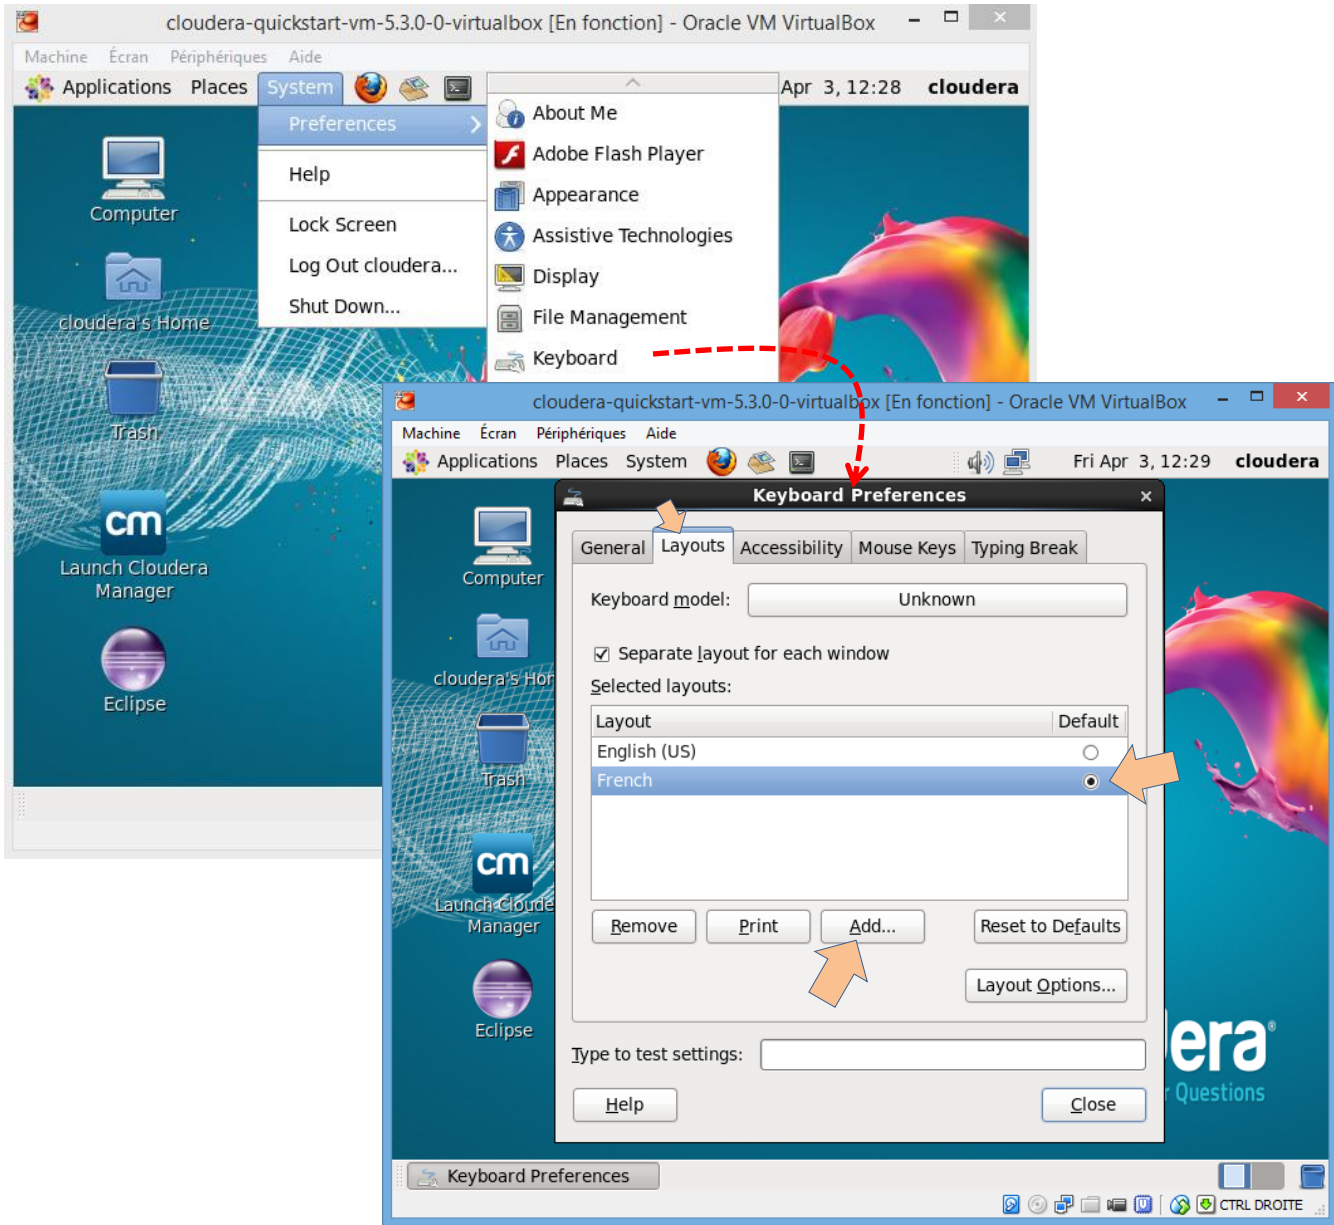 cloudera-quickstart-vm-5.3.0-0-virtualbox [En fonction] - Oracle VM VirtualBox
Machine Écran Périphériques Aide
Applications Places System Apr 3, 12:28 cloudera
Preferences
Help
Lock Screen
Log Out cloudera...
Shut Down...
About Me
Adobe Flash Player
Appearance
Assistive Technologies
Display
File Management
Keyboard
Computer
cloudera's Home
Trash
cm
Launch Cloudera
Manager
Eclipse
cloudera-quickstart-vm-5.3.0-0-virtualbox [En fonction] - Oracle VM VirtualBox
Machine Écran Périphériques Aide
Applications Places System Fri Apr 3, 12:29 cloudera
Computer
cloudera's Hor
Trash
cm
Launch Cloude
Manager
Eclipse
Keyboard Preferences
General Layouts Accessibility Mouse Keys Typing Break
Keyboard model: Unknown
Separate layout for each window
Selected layouts:
Layout Default
English (US)
French
Remove Print Add... Reset to Defaults
Layout Options...
Type to test settings:
Help Close
era
r Questions
Keyboard Preferences
CTRL DROITE